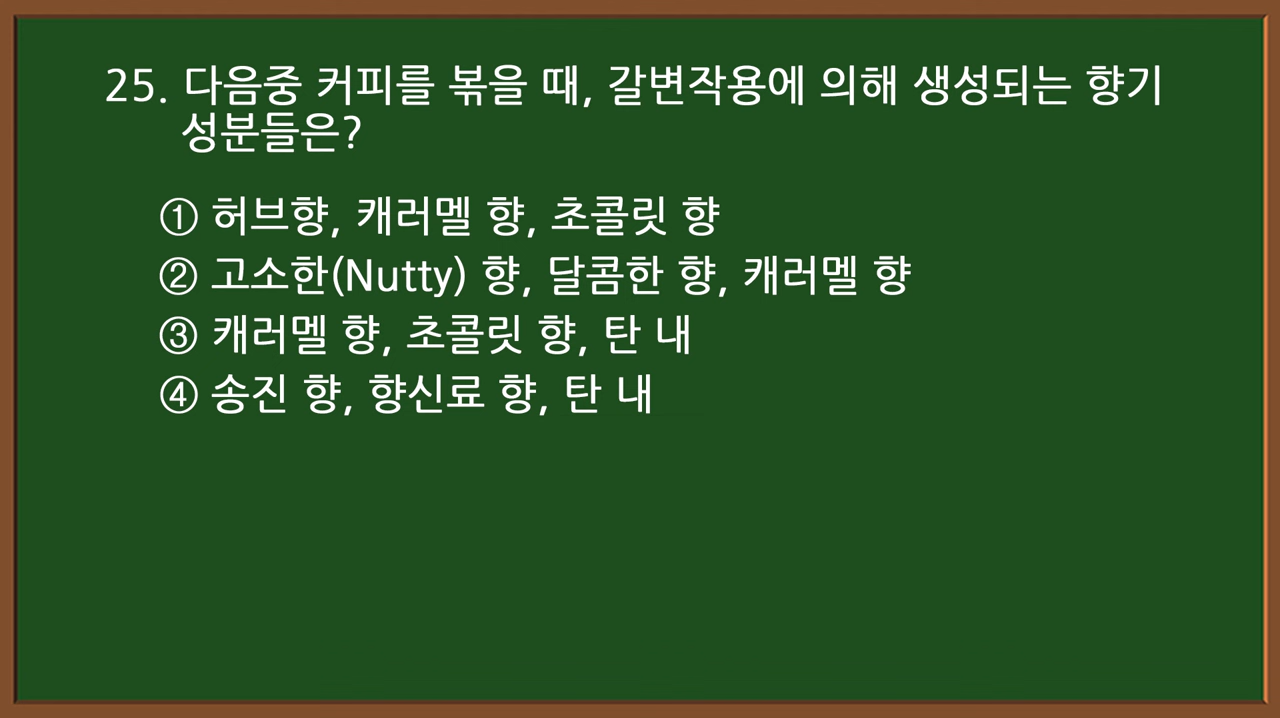 25. 다음중 커피를 볶을 때, 갈변작용에 의해 생성되는 향기
성분들은?
① 허브향, 캐러멜 향, 초콜릿 향
② 고소한(Nutty) 향, 달콤한 향, 캐러멜 향
③ 캐러멜 향, 초콜릿 향, 탄 내
④ 송진 향, 향신료 향, 탄 내